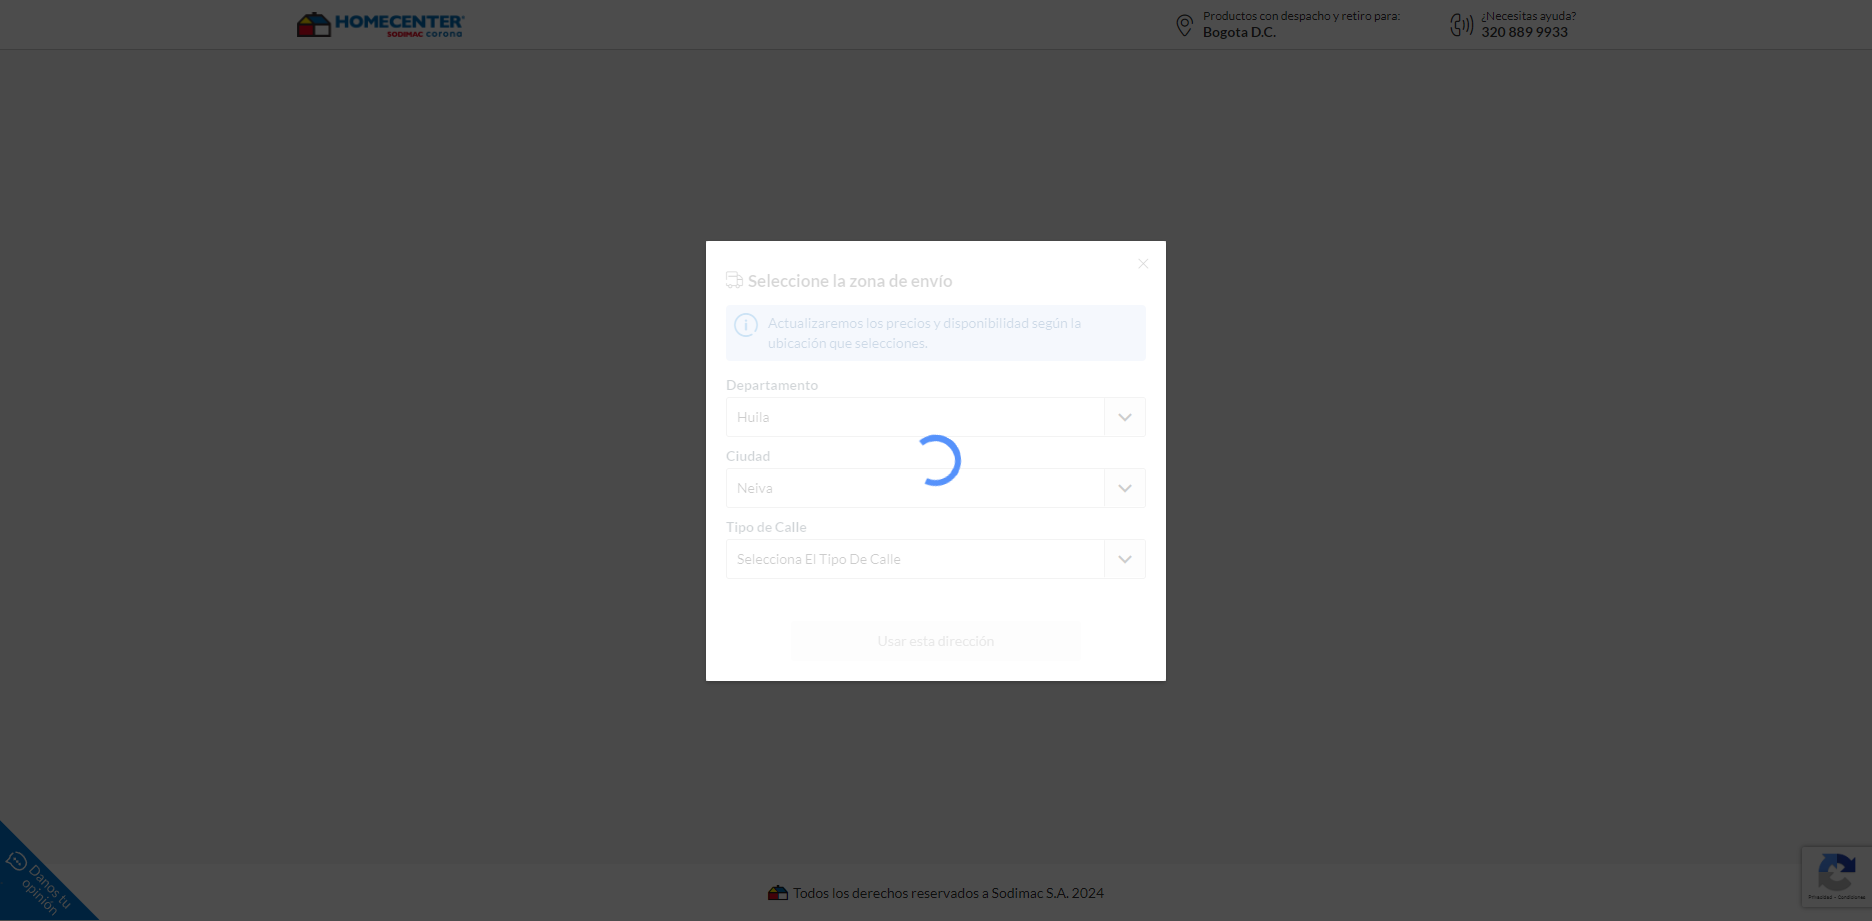 HOMECENTER
SODIMAC corona
Productos con despacho y retiro para:
Bogota D.C.
¿Necesitas ayuda?
320 889 9933
Seleccione la zona de envío
Actualizaremos los precios y disponibilidad según la
ubicación que selecciones.
Departamento
Huila
Ciudad
Neiva
Tipo de Calle
Selecciona El Tipo De Calle
Usar esta dirección
Danos tu
opinión
Todos los derechos reservados a Sodimac S.A. 2024
Privacidad - Condiciones